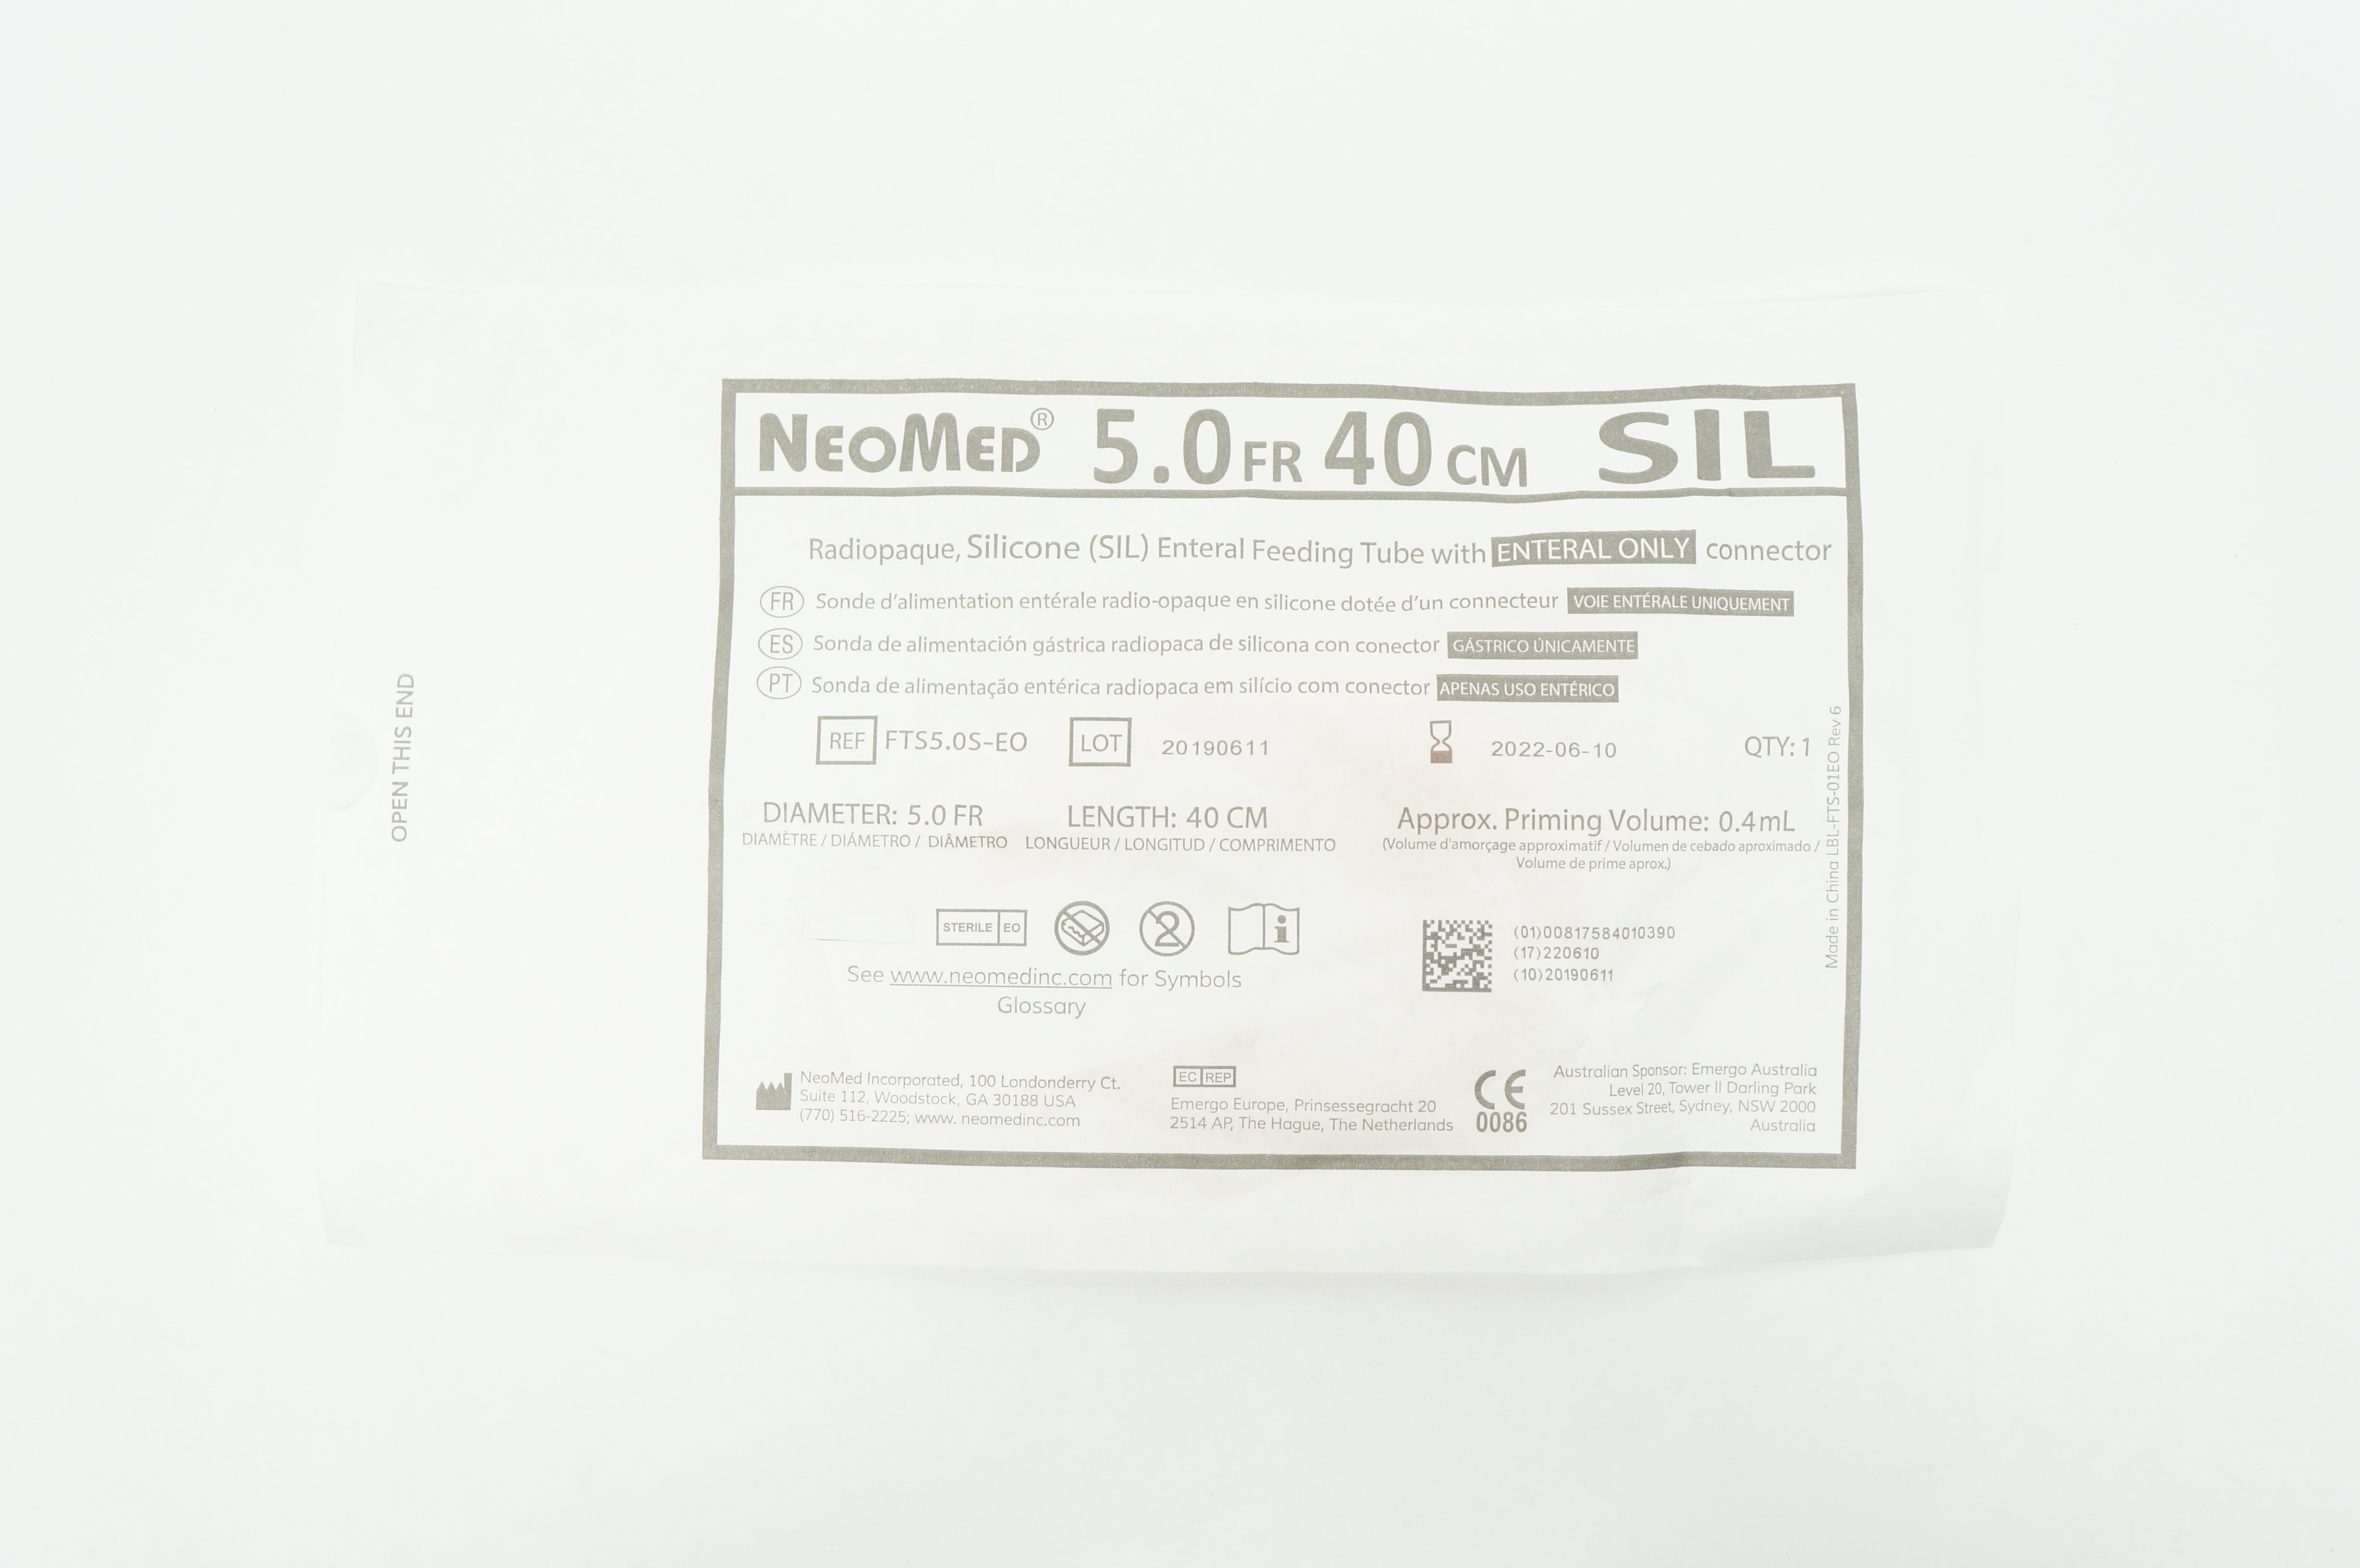 NEOMED® 5.0 FR 40 CM SIL
Radiopaque, Silicone (SIL) Enteral Feeding Tube with ENTERAL ONLY connector
FR Sonde d'alimentation entérale radio-opaque en silicone dotée d'un connecteur VOIE ENTÉRALE UNIQUEMENT
ES Sonda de alimentación gástrica radiopaca de silicona con conector GÁSTRICO ÚNICAMENTE
PT Sonda de alimentação entérica radiopaca em silício com conector APENAS USO ENTÉRICO
REF FTS5.0S-EO LOT 20190611 2022-06-10 QTY: 1
DIAMETER: 5.0 FR LENGTH: 40 CM Approx. Priming Volume: 0.4mL
DIAMÈTRE / DIÁMETRO / DIÂMETRO LONGUEUR / LONGITUD / COMPRIMENTO (Volume d'amorçage approximatif / Volumen de cebado aproximado /
Volume de prime aprox.)
STERILE EO 2 i
See www.neomedinc.com for Symbols
Glossary
(01)00817584010390
(17)220610
(10)20190611
NeoMed Incorporated, 100 Londonderry Ct.
Suite 112, Woodstock, GA 30188 USA
(770) 516-2225; www. neomedinc.com
EC REP
Emergo Europe, Prinsessegracht 20
2514 AP, The Hague, The Netherlands
CE
0086
Australian Sponsor: Emergo Australia
Level 20, Tower II Darling Park
201 Sussex Street, Sydney, NSW 2000
Australia
Made in China LBL-FTS-01EO Rev 6
OPEN THIS END